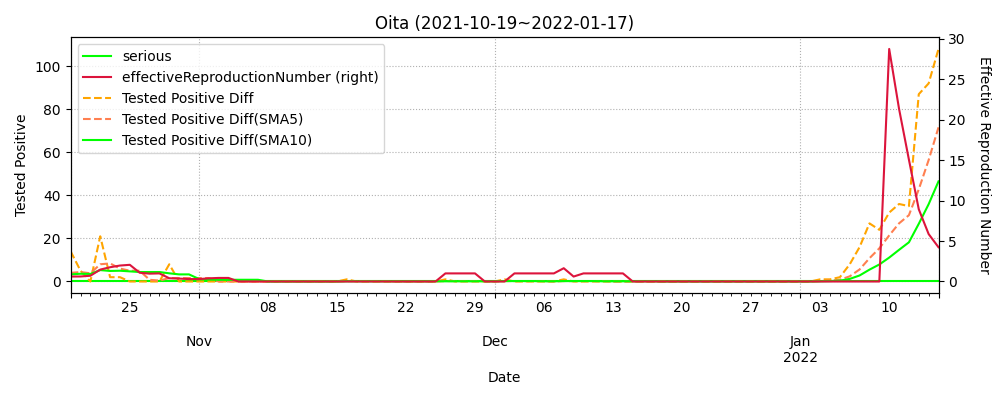 Oita (2021-10-19~2022-01-17)
serious
effectiveReproductionNumber (right)
Tested Positive Diff
Tested Positive Diff(SMA5)
Tested Positive Diff(SMA10)
Tested Positive
100
80
60
40
20
0
30
25
20
15
10
5
0
Effective Reproduction Number
25 08 15 22 29 06 13 20 27 03 10
Nov Dec Jan
2022
Date